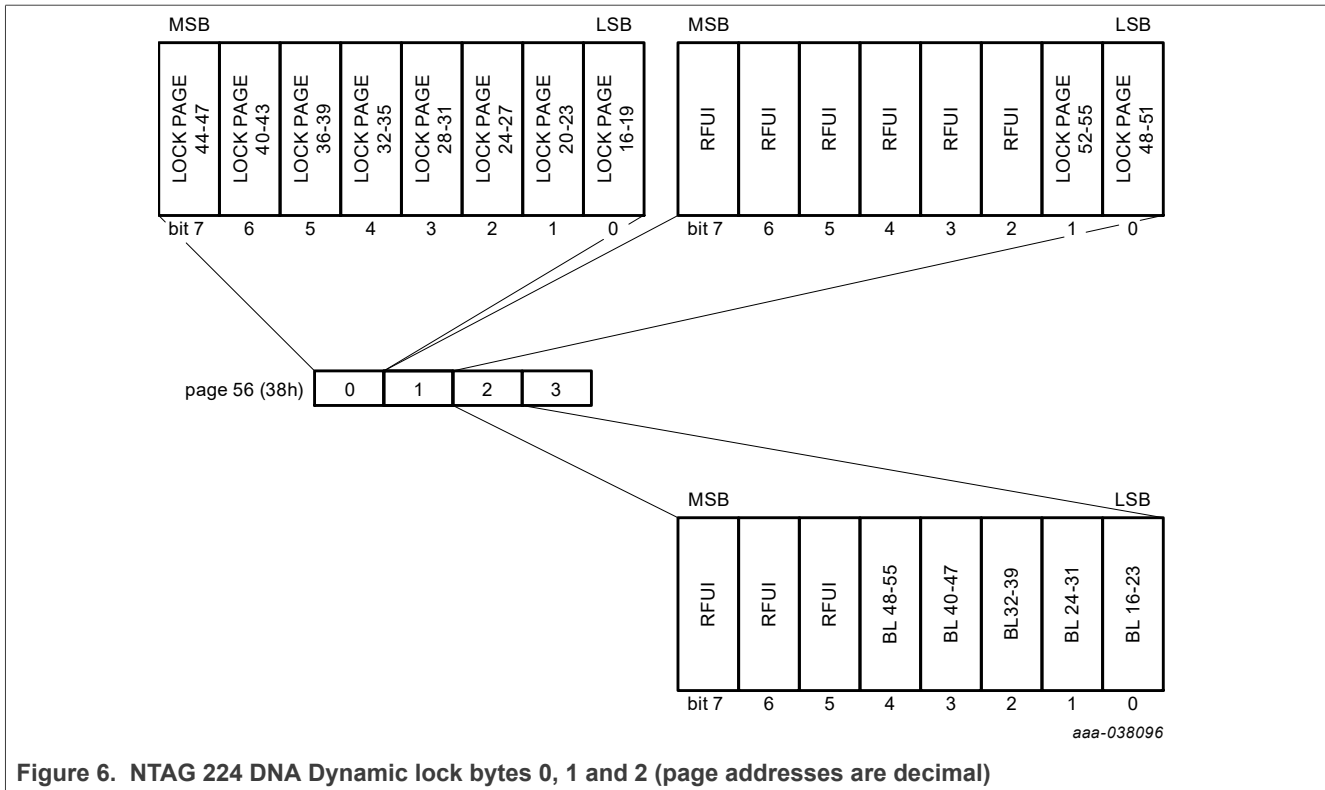 MSB LSB
LOCK PAGE
44-47
LOCK PAGE
40-43
LOCK PAGE
36-39
LOCK PAGE
32-35
LOCK PAGE
28-31
LOCK PAGE
24-27
LOCK PAGE
20-23
LOCK PAGE
16-19
bit 7 6 5 4 3 2 1 0
MSB LSB
RFUI
RFUI
RFUI
RFUI
RFUI
RFUI
LOCK PAGE
52-55
LOCK PAGE
48-51
bit 7 6 5 4 3 2 1 0
page 56 (38h) 0 1 2 3
MSB LSB
RFUI
RFUI
RFUI
BL 48-55
BL 40-47
BL32-39
BL 24-31
BL 16-23
bit 7 6 5 4 3 2 1 0
aaa-038096
Figure 6. NTAG 224 DNA Dynamic lock bytes 0, 1 and 2 (page addresses are decimal)